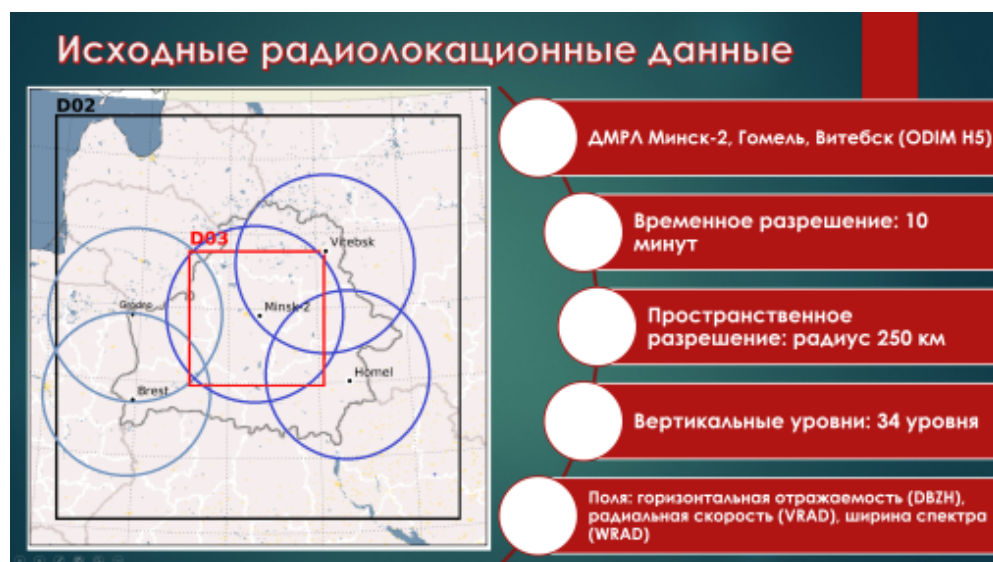 Исходные радиолокационные данные
D02
D03
Vitebsk
Grodno
Minsk-2
Homel
Brest
ДМРЛ Минск-2, Гомель, Витебск (ODIM H5)
Временное разрешение: 10
минут
Пространственное
разрешение: радиус 250 км
Вертикальные уровни: 34 уровня
Поля: горизонтальная отражаемость (DBZH),
радиальная скорость (VRAD), ширина спектра
(WRAD)